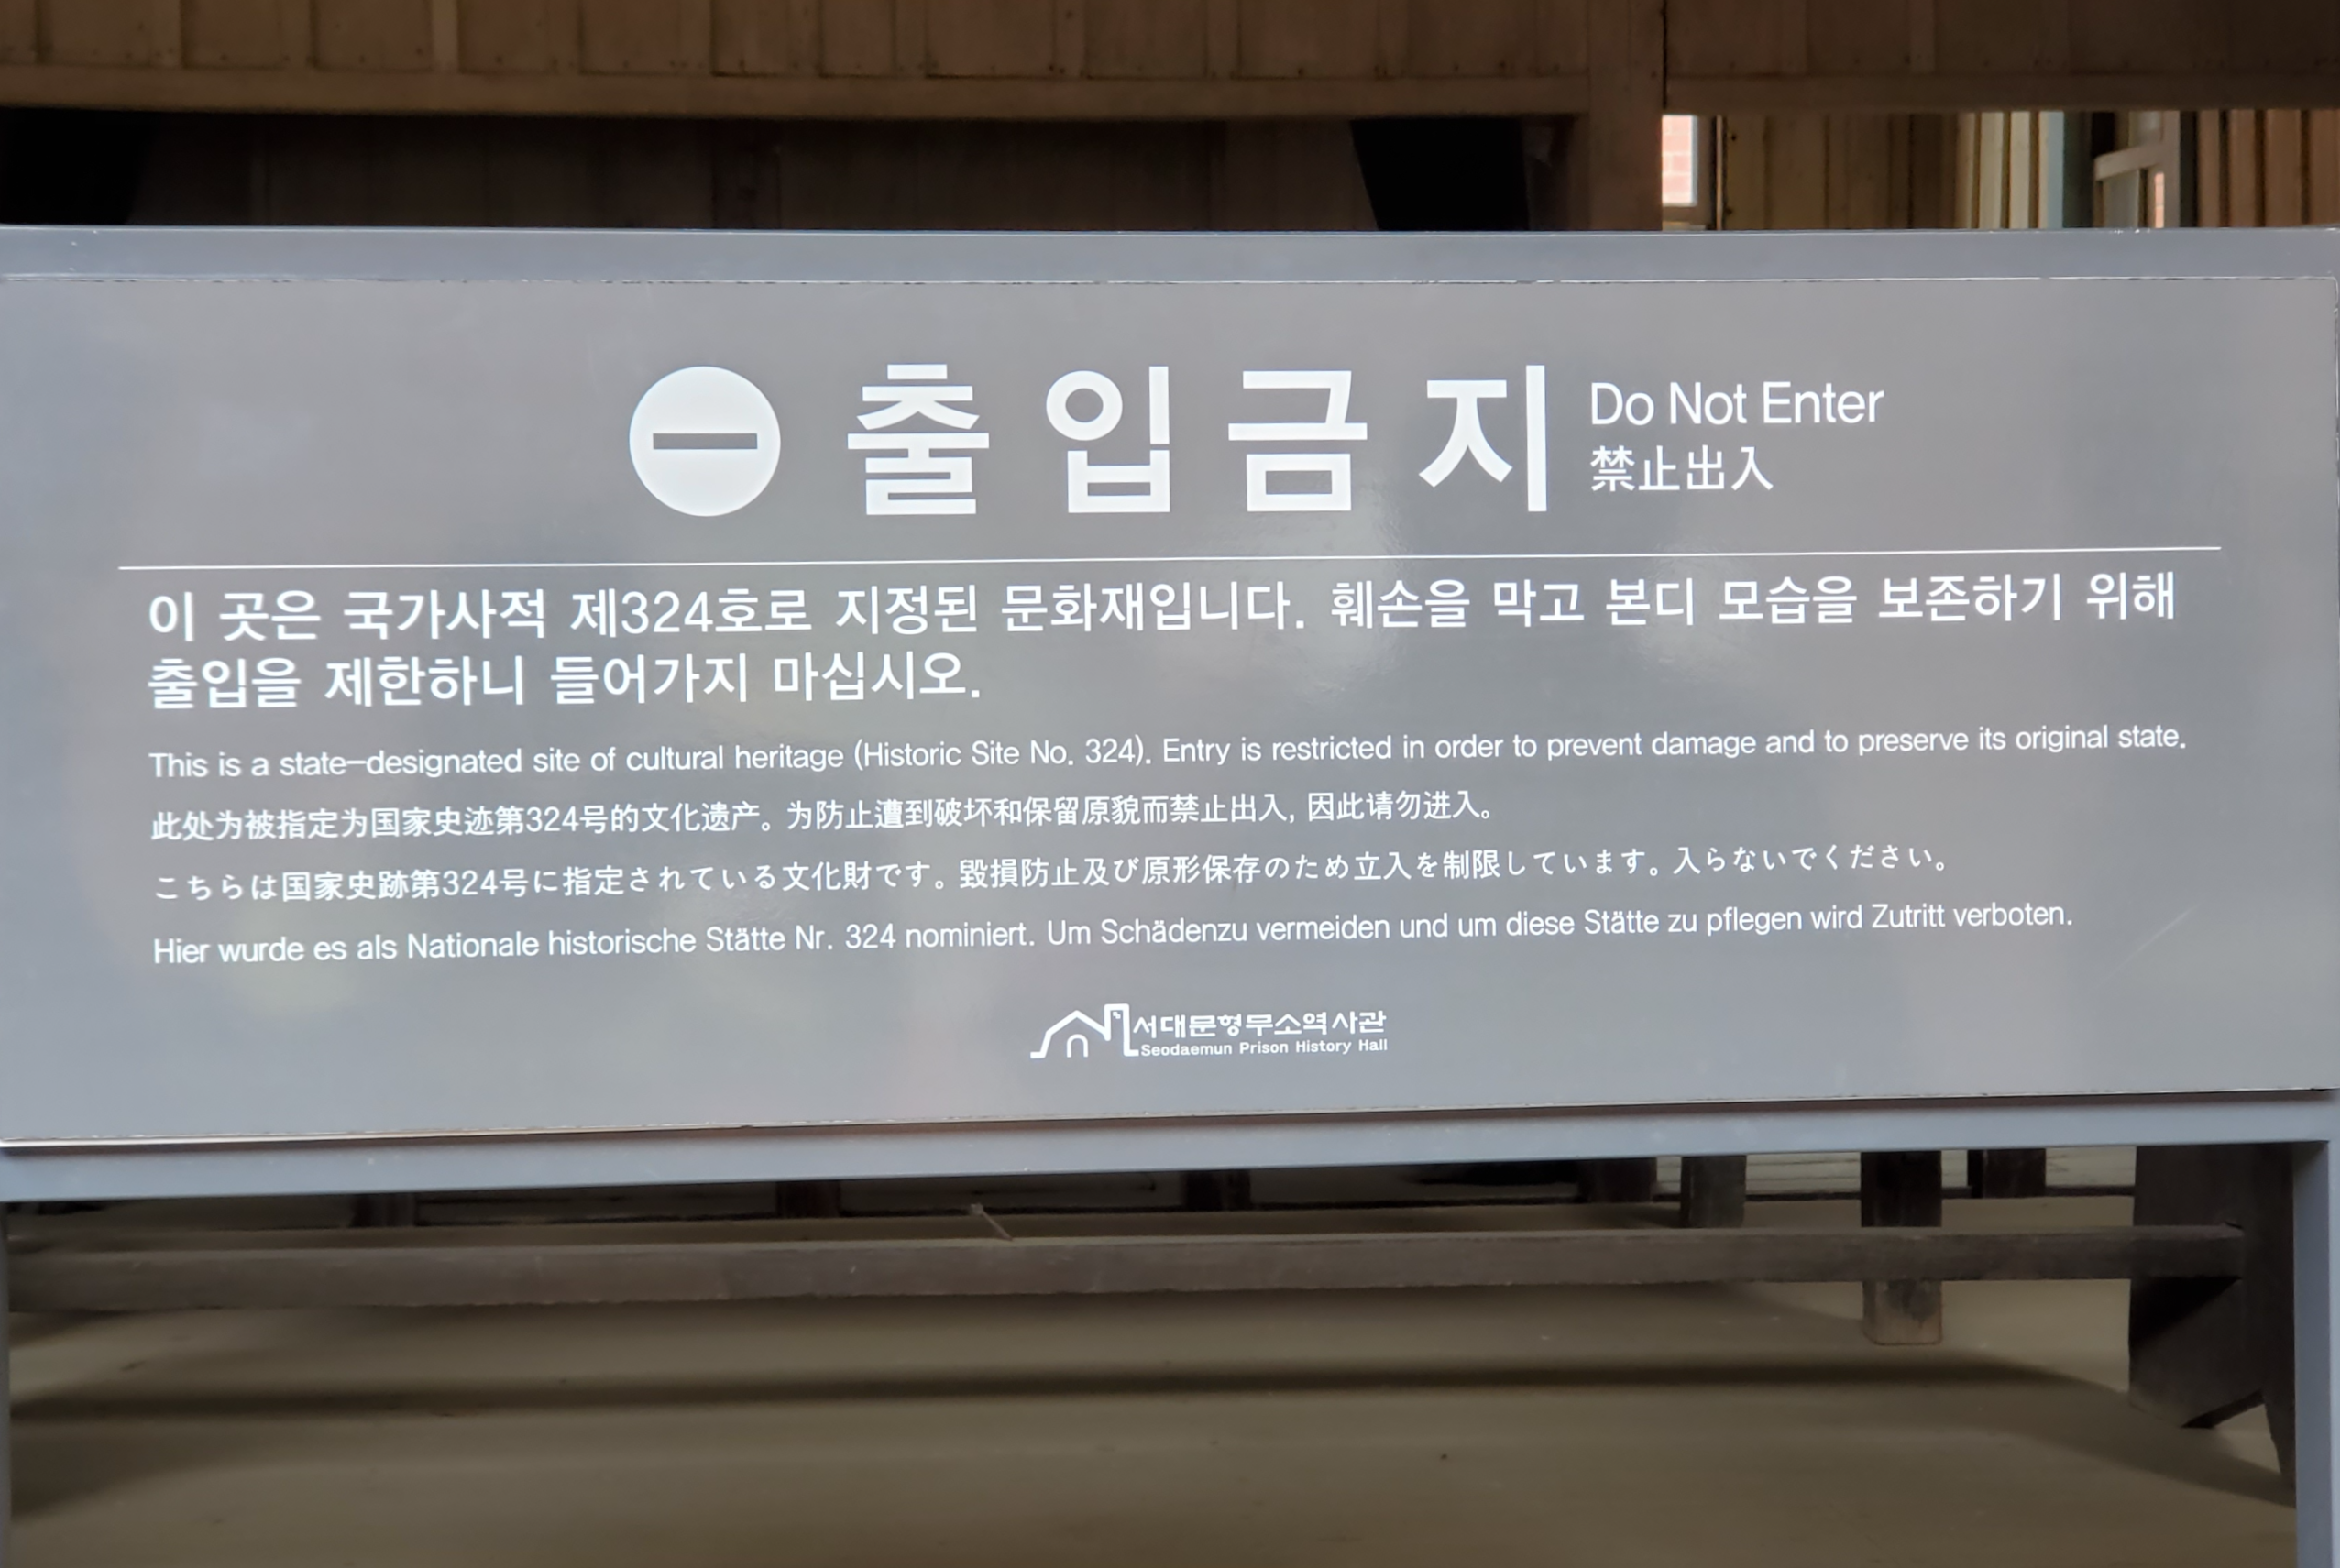 출입금지 Do Not Enter
禁止出入
이 곳은 국가사적 제324호로 지정된 문화재입니다. 훼손을 막고 본디 모습을 보존하기 위해
출입을 제한하니 들어가지 마십시오.
This is a state-designated site of cultural heritage (Historic Site No. 324). Entry is restricted in order to prevent damage and to preserve its original state.
此处为被指定为国家史迹第324号的文化遗产。为防止遭到破坏和保留原貌而禁止出入, 因此请勿进入。
こちらは国家史跡第324号に指定されている文化財です。毀損防止及び原形保存のため立入を制限しています。入らないでください。
Hier wurde es als Nationale historische Stätte Nr. 324 nominiert. Um Schädenzu vermeiden und um diese Stätte zu pflegen wird Zutritt verboten.
서대문형무소역사관
Seodaemun Prison History Hall